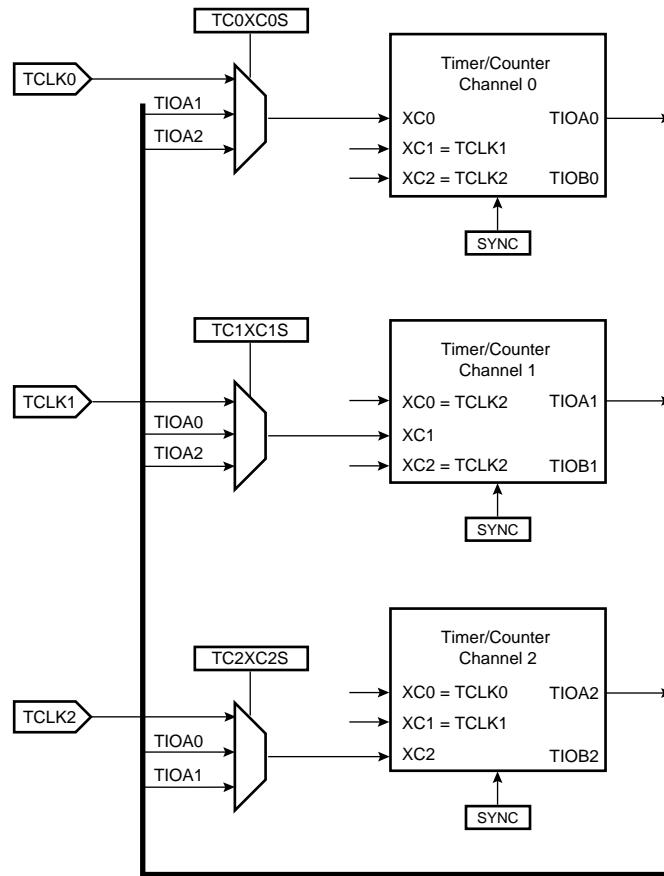 TC0XC0S
TCLK0
TIOA1
TIOA2
Timer/Counter
Channel 0
XC0 TIOA0
XC1 = TCLK1
XC2 = TCLK2 TIOB0
SYNC
TC1XC1S
TCLK1
TIOA0
TIOA2
Timer/Counter
Channel 1
XC0 = TCLK2 TIOA1
XC1
XC2 = TCLK2 TIOB1
SYNC
TC2XC2S
TCLK2
TIOA0
TIOA1
Timer/Counter
Channel 2
XC0 = TCLK0 TIOA2
XC1 = TCLK1
XC2 TIOB2
SYNC